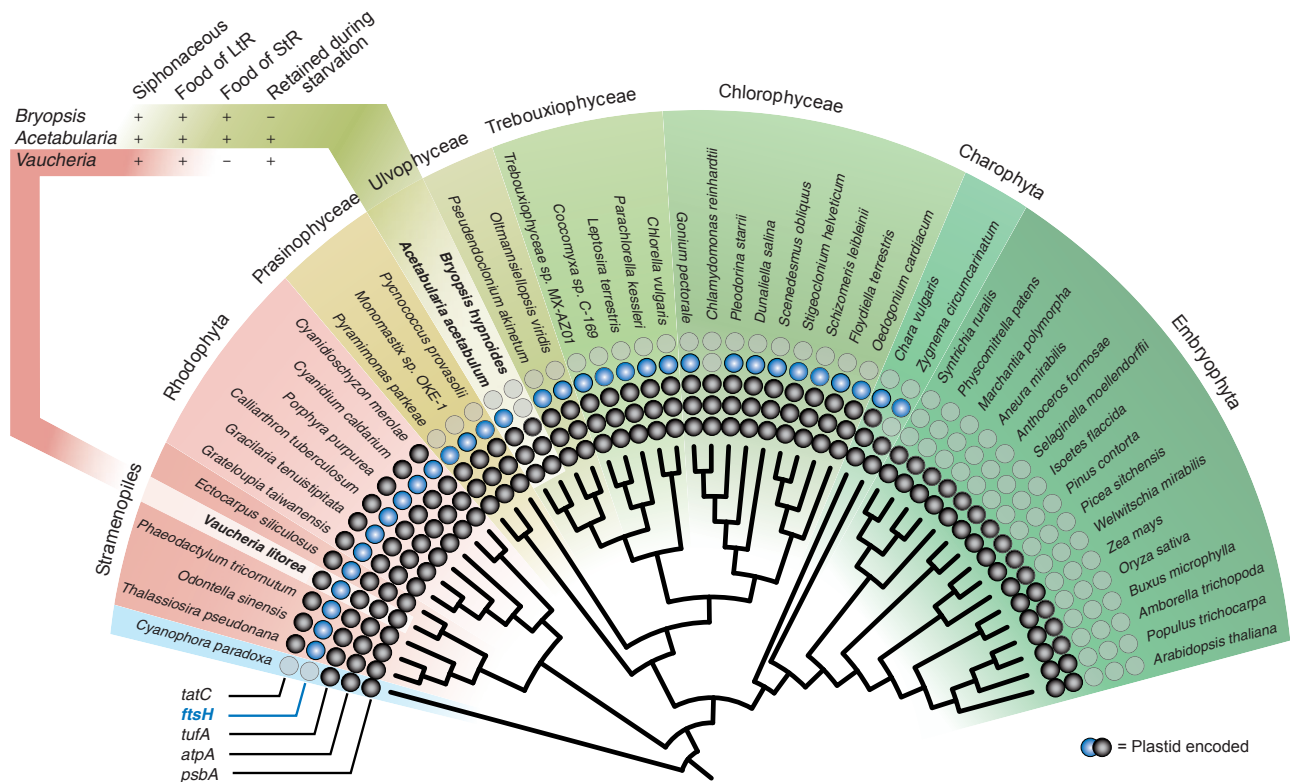 Siphonaceous
Food of LtR
Food of StR
Retained during
starvation
Bryopsis + + + –
Acetabularia + + + +
Vaucheria + + – +
Stramenopiles
Rhodophyta
Prasinophyceae
Ulvophyceae
Trebouxiophyceae
Chlorophyceae
Charophyta
Embryophyta
Cyanophora paradoxa
Thalassiosira pseudonana
Odontella sinensis
Phaeodactylum tricornutum
Vaucheria litorea
Ectocarpus siliculosus
Grateloupia taiwanensis
Gracilaria tenuistipitata
Calliarthron tuberculosum
Porphyra purpurea
Cyanidium caldarium
Cyanidioschyzon merolae
Pyramimonas parkeae
Monomastix sp. OKE-1
Pycnococcus provasolii
Acetabularia acetabulum
Bryopsis hypnoides
Pseudendoclonium akinetum
Oltmannsiellopsis viridis
Trebouxiophyceae sp. MX-AZ01
Coccomyxa sp. C-169
Leptosira terrestris
Parachlorella kessleri
Chlorella vulgaris
Gonium pectorale
Chlamydomonas reinhardtii
Pleodorina starrii
Dunaliella salina
Scenedesmus obliquus
Stigeoclonium helveticum
Schizomeris leibleinii
Floydiella terrestris
Oedogonium cardiacum
Chara vulgaris
Zygnema circumcarinatum
Syntrichia ruralis
Physcomitrella patens
Marchantia polymorpha
Aneura mirabilis
Anthoceros formosae
Selaginella moellendorffii
Isoetes flaccida
Pinus contorta
Picea sitchensis
Welwitschia mirabilis
Zea mays
Oryza sativa
Buxus microphylla
Amborella trichopoda
Populus trichocarpa
Arabidopsis thaliana
tatC
ftsH
tufA
atpA
psbA
= Plastid encoded